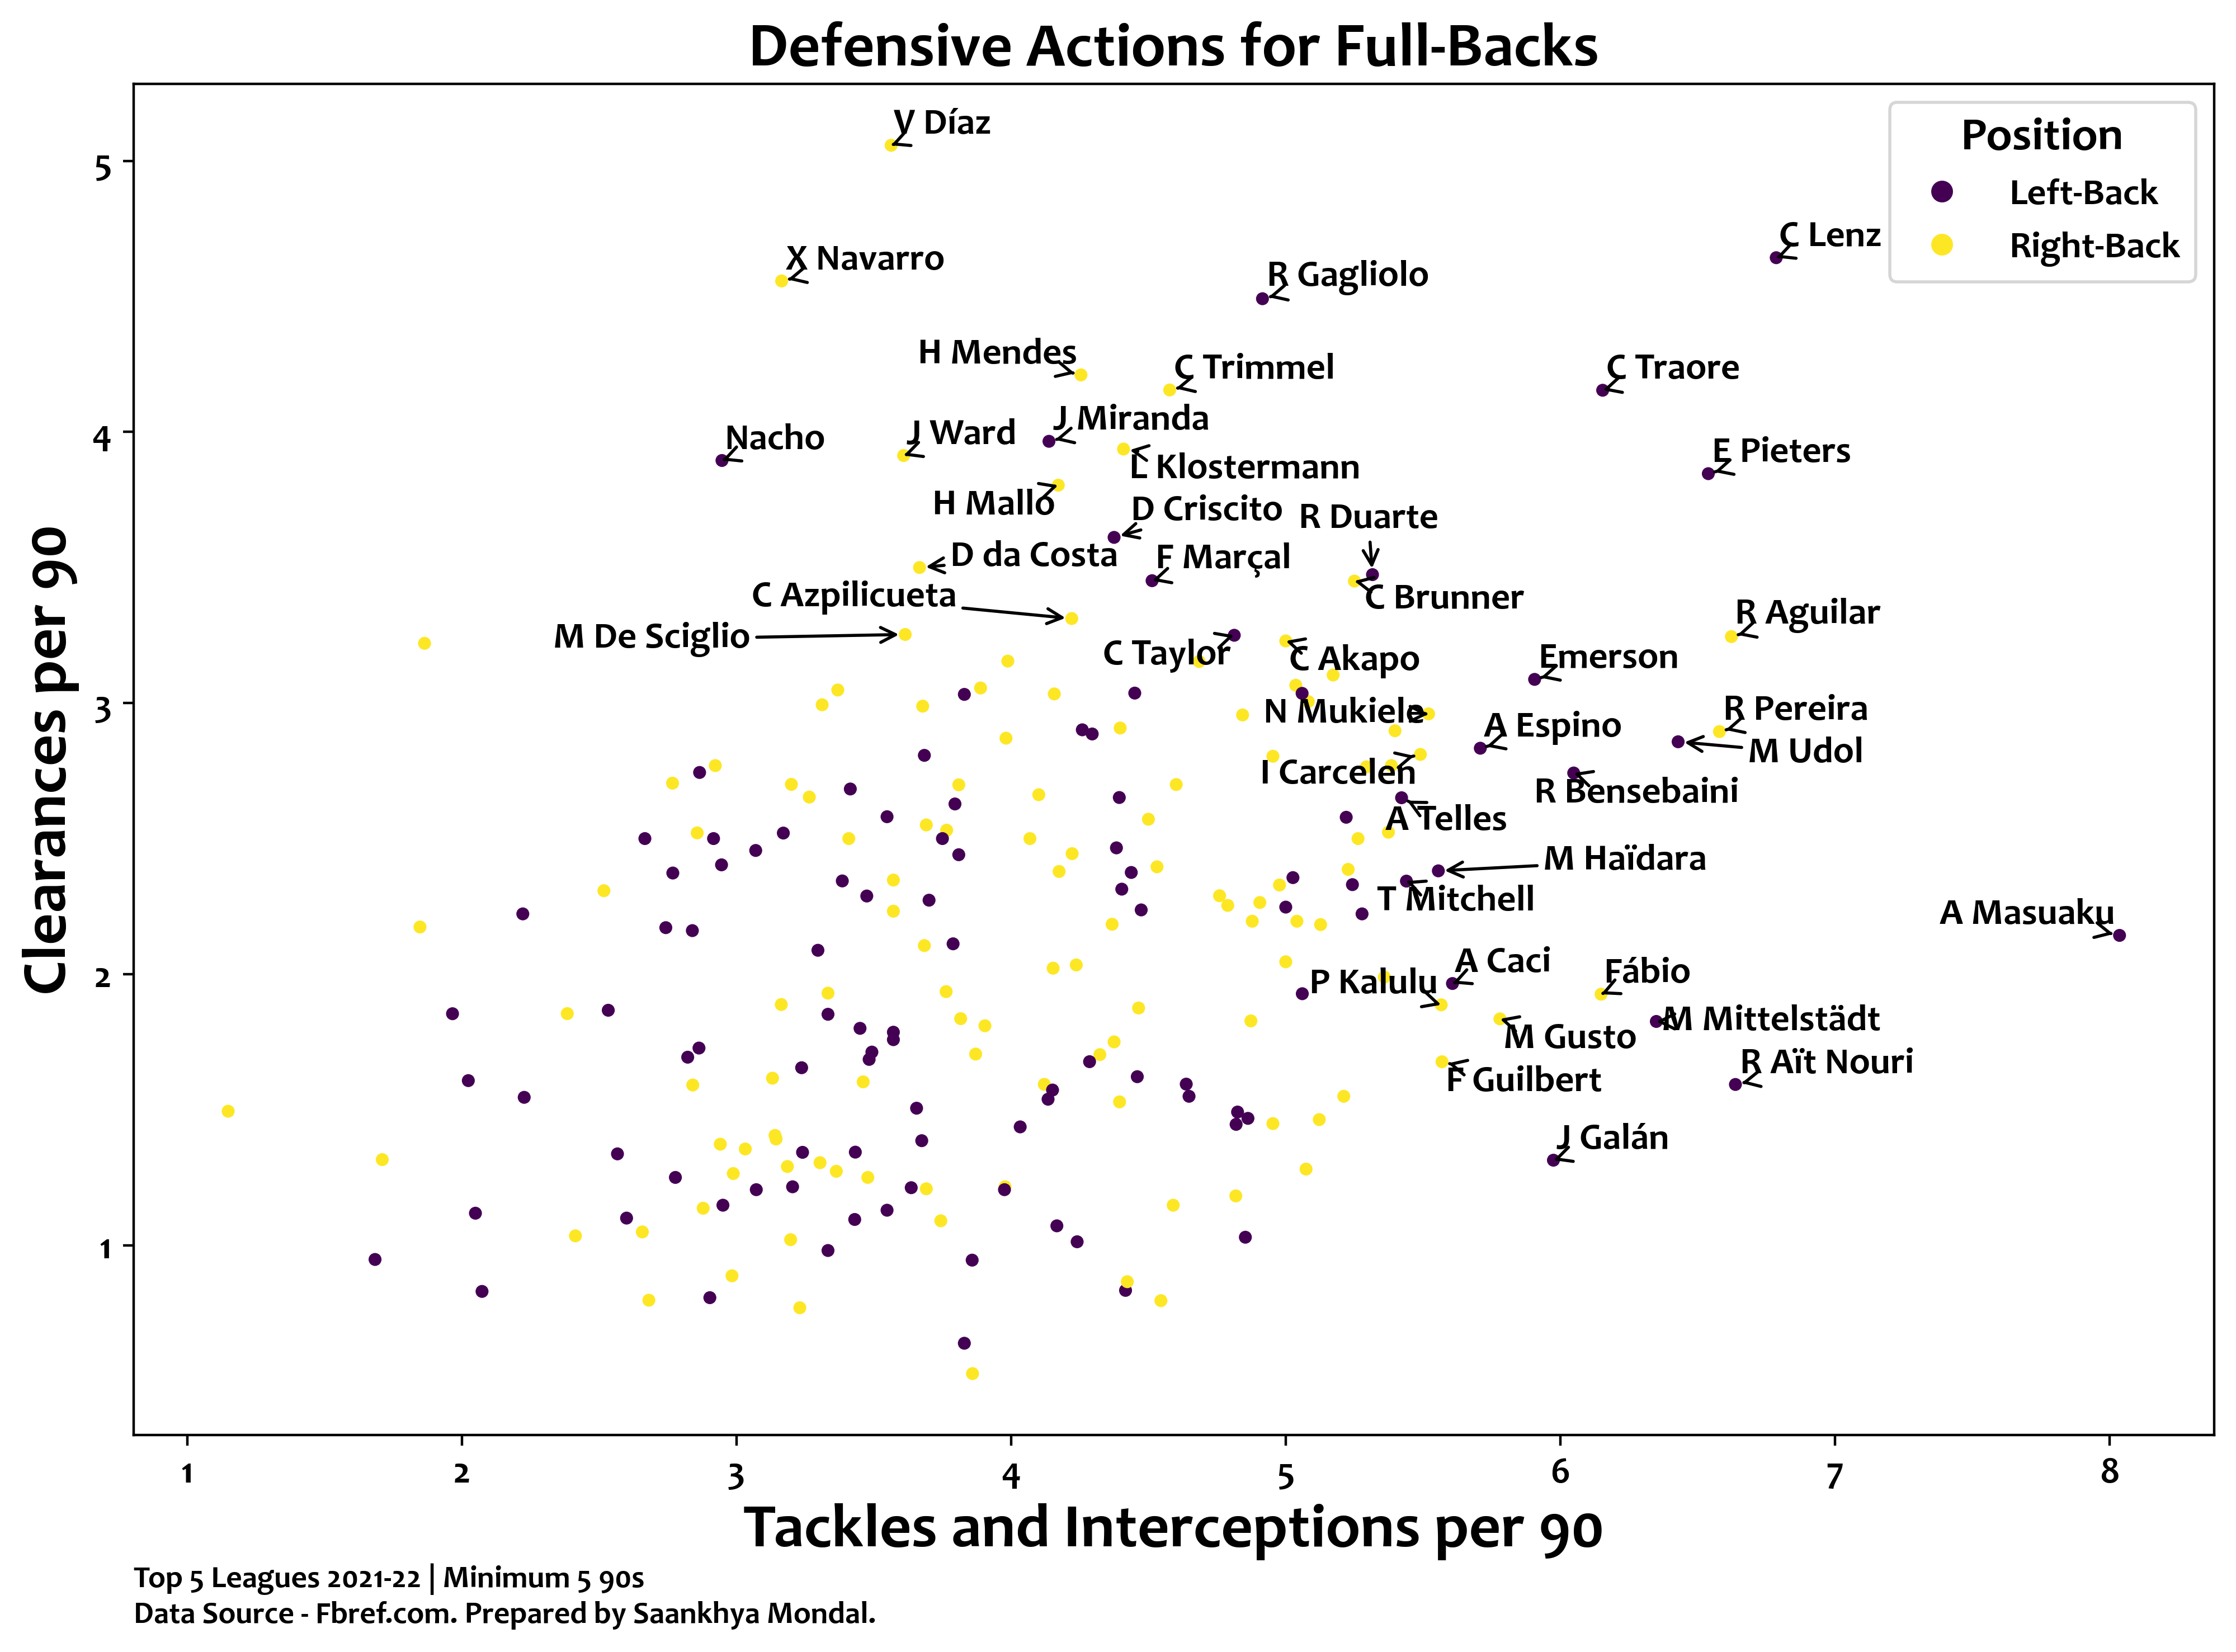 Defensive Actions for Full-Backs
V Díaz
Position
Left-Back
Right-Back
C Lenz
X Navarro
R Gagliolo
H Mendes
C Trimmel
C Traore
J Miranda
J Ward
Nacho
E Pieters
L Klostermann
H Mallo
D Criscito
R Duarte
D da Costa
F Marçal
C Azpilicueta
C Brunner
R Aguilar
M De Sciglio
C Taylor
C Akapo
Emerson
N Mukiele
R Pereira
A Espino
M Udol
I Carcelen
R Bensebaini
A Telles
M Haïdara
T Mitchell
A Masuaku
A Caci
Fábio
P Kalulu
M Mittelstädt
M Gusto
R Aït Nouri
F Guilbert
J Galán
5
4
3
2
1
Clearances per 90
1 2 3 4 5 6 7 8
Tackles and Interceptions per 90
Top 5 Leagues 2021-22 | Minimum 5 90s
Data Source - Fbref.com. Prepared by Saankhya Mondal.